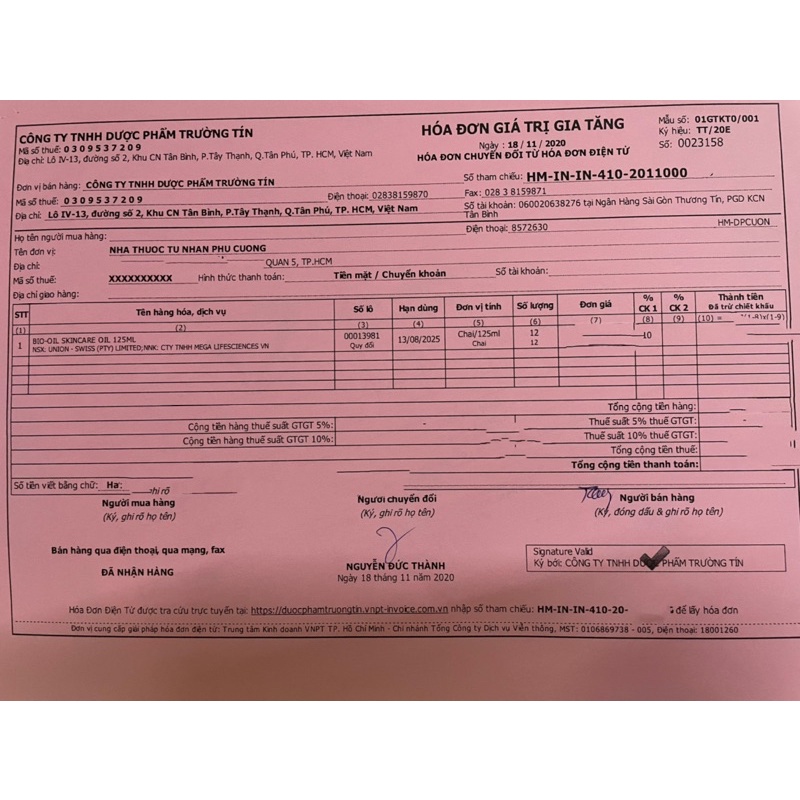 CÔNG TY TNHH DƯỢC PHẨM TRƯỜNG TÍN
Mã số thuế: 0309537209
Địa chỉ: Lô IV-13, đường số 2, Khu CN Tân Bình, P.Tây Thạnh, Q.Tân Phú, TP. HCM, Việt Nam
HÓA ĐƠN GIÁ TRỊ GIA TĂNG
Ngày : 18 / 11 / 2020
HÓA ĐƠN CHUYỂN ĐỔI TỪ HÓA ĐƠN ĐIỆN TỬ
Mẫu số: 01GTKT0/001
Ký hiệu: TT/20E
Số: 0023158
Đơn vị bán hàng: CÔNG TY TNHH DƯỢC PHẨM TRƯỜNG TÍN
Số tham chiếu: HM-IN-IN-410-2011000
Mã số thuế: 0309537209 Điện thoại: 02838159870 Fax: 028 3 8159871
Địa chỉ: Lô IV-13, đường số 2, Khu CN Tân Bình, P.Tây Thạnh, Q.Tân Phú, TP. HCM, Việt Nam
Số tài khoản: 060020638276 tại Ngân Hàng Sài Gòn Thương Tín, PGD KCN
Tân Bình
Họ tên người mua hàng: Điện thoại: 8572630 HM-DPCUON
Tên đơn vị: NHA THUOC TU NHAN PHU CUONG
Địa chỉ: QUAN 5, TP.HCM
Mã số thuế: XXXXXXXXXX Hình thức thanh toán: Tiền mặt / Chuyển khoản Số tài khoản:
Địa chỉ giao hàng:
STT Tên hàng hóa, dịch vụ Số lô Hạn dùng Đơn vị tính Số lượng Đơn giá % CK 1 % CK 2 Thành tiền Đã trừ chiết khấu
(1) (2) (3) (4) (5) (6) (7) (8) (9) (10) =
1 BIO-OIL SKINCARE OIL 125ML 00013981 13/08/2025 Chai/125ml 12 10
NSX: UNION - SWISS (PTY) LIMITED;NNK: CTY TNHH MEGA LIFESCIENCES VN Quy đổi Chai 12
Tổng cộng tiền hàng:
Cộng tiền hàng thuế suất GTGT 5%: - Thuế suất 5% thuế GTGT: -
Cộng tiền hàng thuế suất GTGT 10%: Thuế suất 10% thuế GTGT:
Tổng cộng tiền thuế:
Tổng cộng tiền thanh toán:
Số tiền viết bằng chữ: Ha
Người mua hàng
(Ký, ghi rõ họ tên)
Người chuyển đổi
(Ký, ghi rõ họ tên)
Người bán hàng
(Ký, đóng dấu & ghi rõ họ tên)
Bán hàng qua điện thoại, qua mạng, fax
ĐÃ NHẬN HÀNG
NGUYỄN ĐỨC THÀNH
Ngày 18 tháng 11 năm 2020
Signature Valid
Ký bởi: CÔNG TY TNHH DƯỢC PHẨM TRƯỜNG TÍN
Hóa Đơn Điện Tử được tra cứu trực tuyến tại: https://duocphamtruongtin.vnpt-invoice.com.vn nhập số tham chiếu: HM-IN-IN-410-20- để lấy hóa đơn
Đơn vị cung cấp giải pháp hóa đơn điện tử: Trung tâm Kinh doanh VNPT TP. Hồ Chí Minh - Chi nhánh Tổng Công ty Dịch vụ Viễn thông, MST: 0106869738 - 005, Điện thoại: 18001260